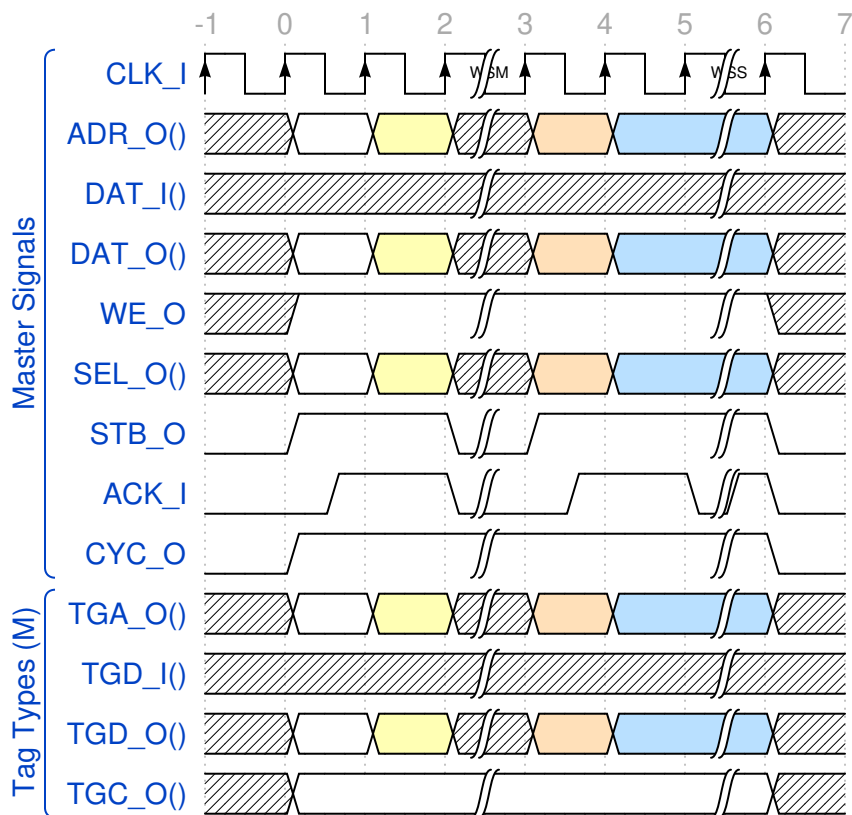 -1 0 1 2 3 4 5 6 7
Master Signals
CLK_I
WSM
WSS
ADR_O()
DAT_I()
DAT_O()
WE_O
SEL_O()
STB_O
ACK_I
CYC_O
Tag Types (M)
TGA_O()
TGD_I()
TGD_O()
TGC_O()